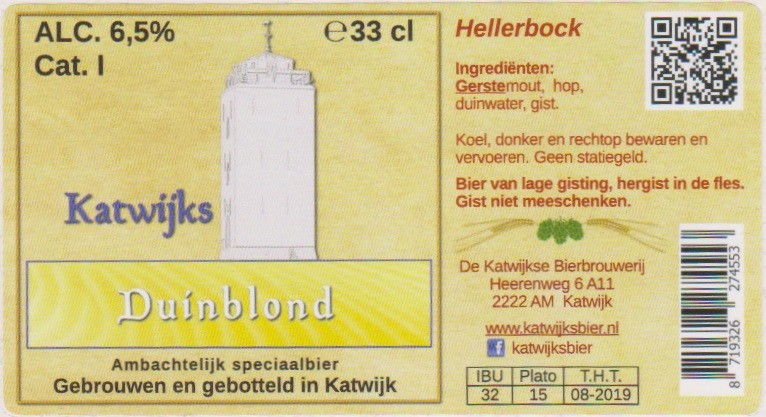 ALC. 6,5%
℮33 cl
Cat. I
Katwijks
Duinblond
Ambachtelijk speciaalbier
Gebrouwen en gebotteld in Katwijk
Hellerbock
Ingrediënten:
Gerstemout, hop,
duinwater, gist.
Koel, donker en rechtop bewaren en
vervoeren. Geen statiegeld.
Bier van lage gisting, hergist in de fles.
Gist niet meeschenken.
De Katwijkse Bierbrouwerij
Heerenweg 6 A11
2222 AM Katwijk
www.katwijksbier.nl
f katwijksbier
IBU Plato T.H.T.
32 15 08-2019
8 719326 274553